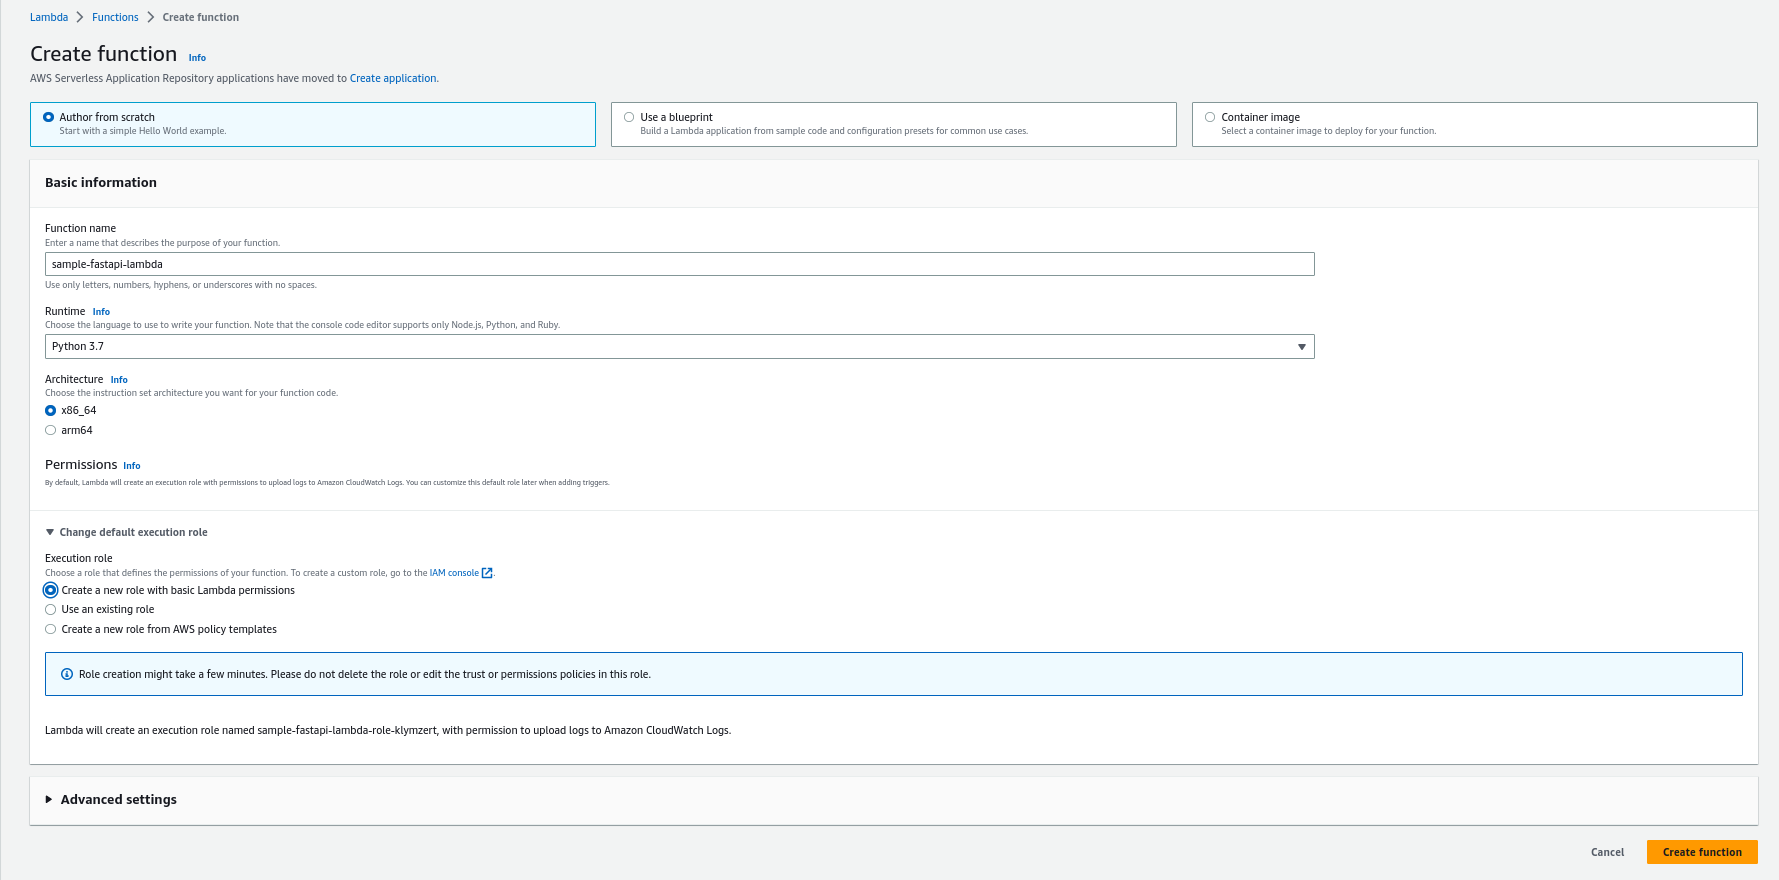 Lambda > Functions > Create function
Create function Info
AWS Serverless Application Repository applications have moved to Create application.
Author from scratch
Start with a simple Hello World example.
Use a blueprint
Build a Lambda application from sample code and configuration presets for common use cases.
Container image
Select a container image to deploy for your function.
Basic information
Function name
Enter a name that describes the purpose of your function.
sample-fastapi-lambda
Use only letters, numbers, hyphens, or underscores with no spaces.
Runtime Info
Choose the language to use to write your function. Note that the console code editor supports only Node.js, Python, and Ruby.
Python 3.7
Architecture Info
Choose the instruction set architecture you want for your function code.
x86_64
arm64
Permissions Info
By default, Lambda will create an execution role with permissions to upload logs to Amazon CloudWatch Logs. You can customize this default role later when adding triggers.
Change default execution role
Execution role
Choose a role that defines the permissions of your function. To create a custom role, go to the IAM console.
Create a new role with basic Lambda permissions
Use an existing role
Create a new role from AWS policy templates
Role creation might take a few minutes. Please do not delete the role or edit the trust or permissions policies in this role.
Lambda will create an execution role named sample-fastapi-lambda-role-klymzert, with permission to upload logs to Amazon CloudWatch Logs.
Advanced settings
Cancel
Create function